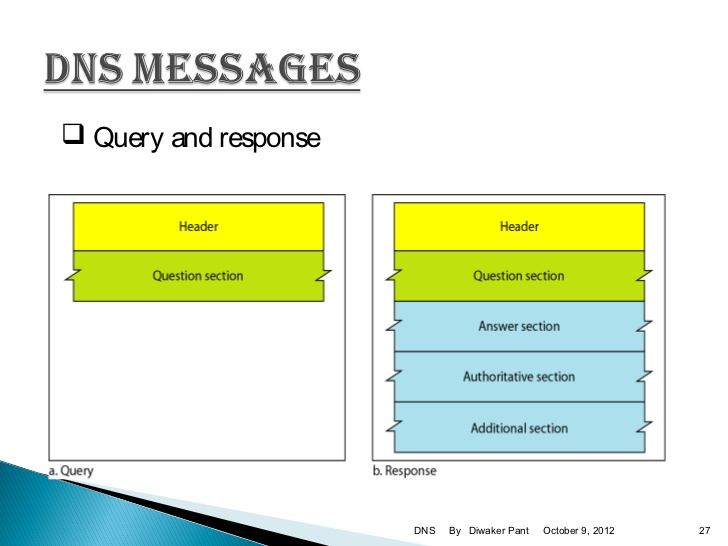 DNS MESSAGES
Query and response
Header
Question section
a. Query
Header
Question section
Answer section
Authoritative section
Additional section
b. Response
DNS By Diwaker Pant October 9, 2012 27